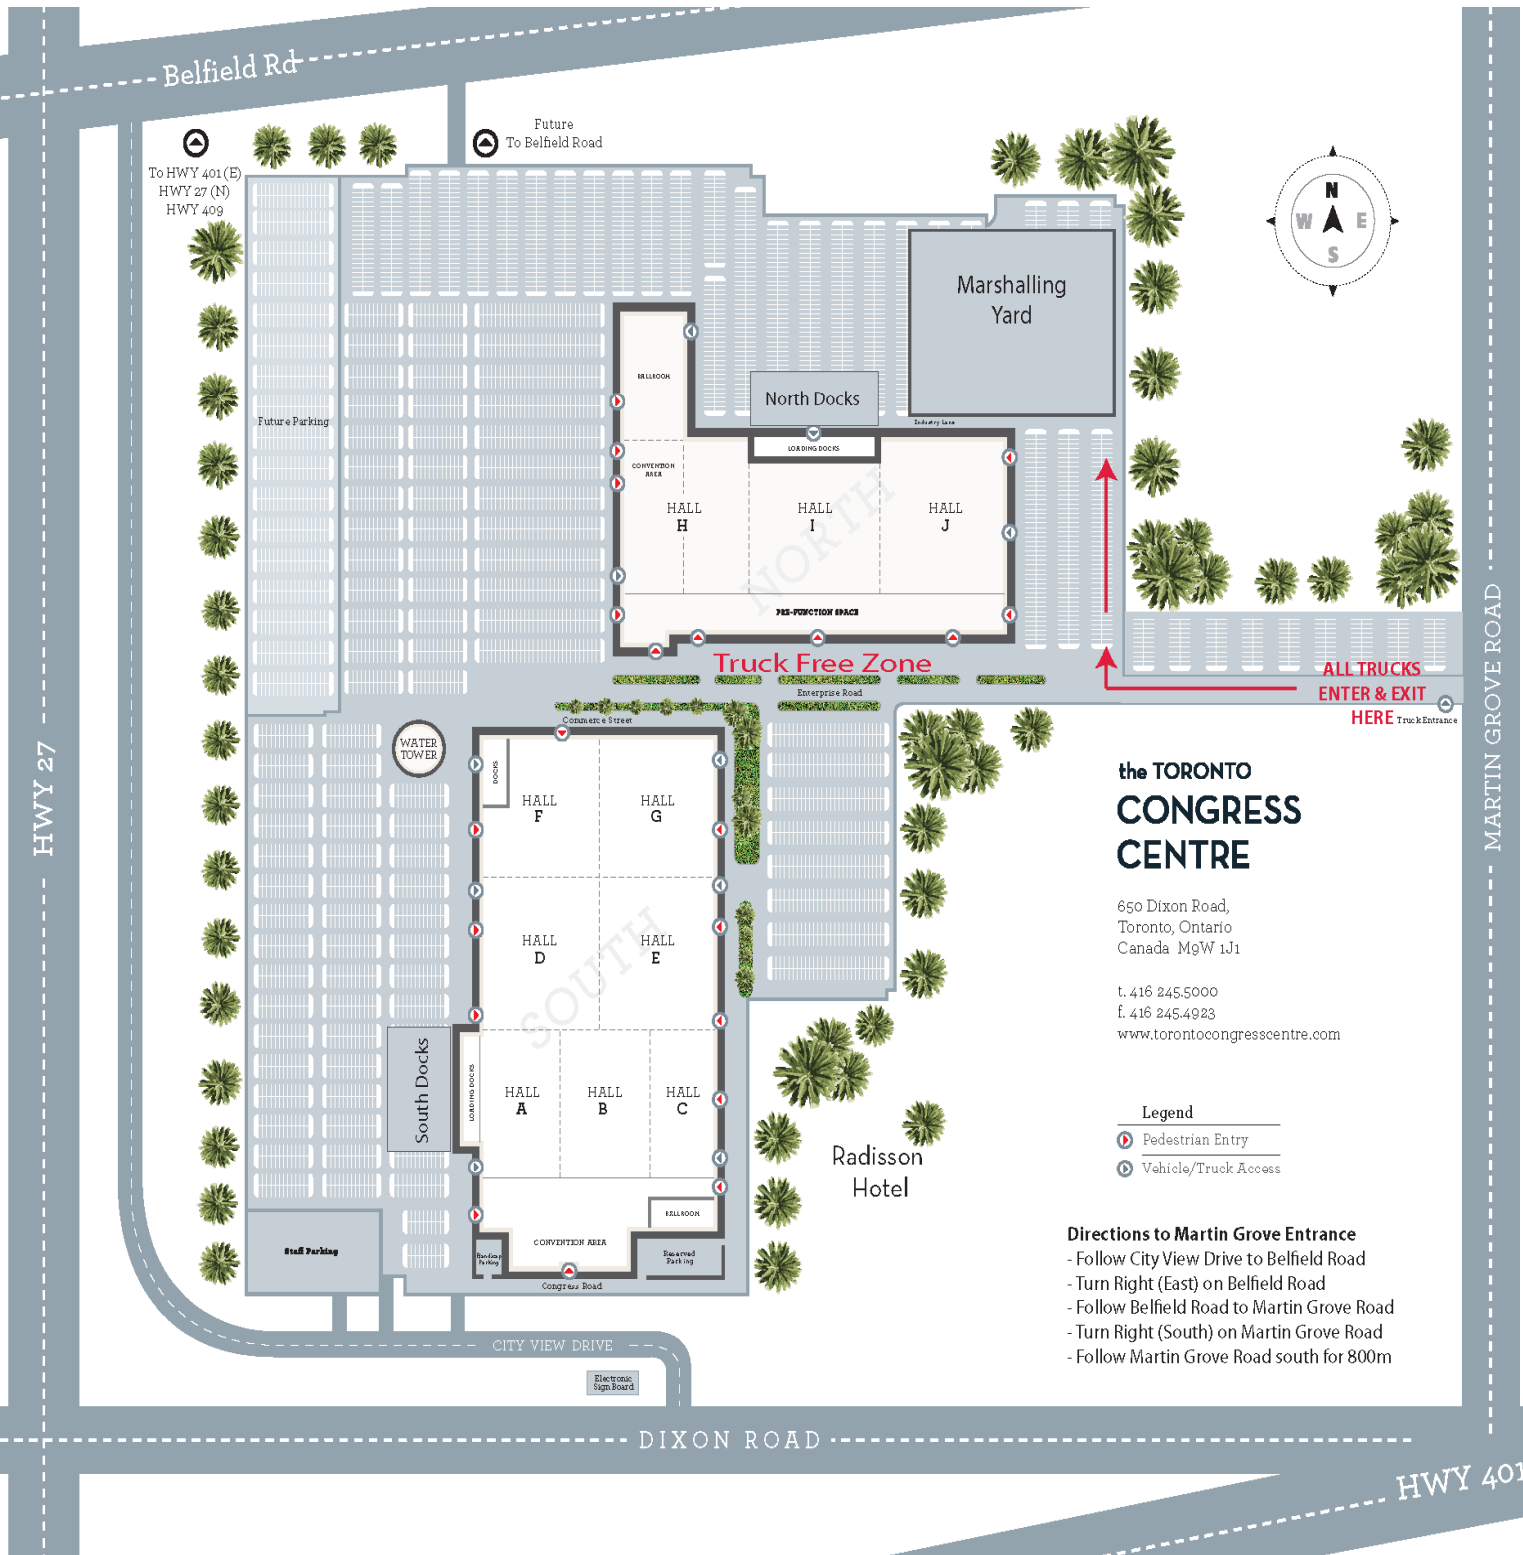 Belfield Rd
Future
To Belfield Road
To HWY 401 (E)
HWY 27 (N)
HWY 409
N
W
E
S
Marshalling
Yard
BALLROOM
North Docks
Future Parking
Industry Lane
LOADING DOCKS
CONVENTION
AREA
NORTH
HALL
H
HALL
I
HALL
J
PRE-FUNCTION SPACE
Truck Free Zone
ALL TRUCKS
ENTER & EXIT
HERE
Truck Entrance
Enterprise Road
Commerce Street
MARTIN GROVE ROAD
HWY 27
WATER
TOWER
DOCKS
HALL
F
HALL
G
the TORONTO
CONGRESS
CENTRE
650 Dixon Road,
Toronto, Ontario
Canada M9W 1J1
t. 416 245.5000
f. 416 245.4923
www.torontocongresscentre.com
SOUTH
HALL
D
HALL
E
South Docks
LOADING DOCKS
HALL
A
HALL
B
HALL
C
Radisson
Hotel
Legend
Pedestrian Entry
Vehicle/Truck Access
BALLROOM
CONVENTION AREA
Staff Parking
Handicap
Parking
Reserved
Parking
Congress Road
Directions to Martin Grove Entrance
- Follow City View Drive to Belfield Road
- Turn Right (East) on Belfield Road
- Follow Belfield Road to Martin Grove Road
- Turn Right (South) on Martin Grove Road
- Follow Martin Grove Road south for 800m
CITY VIEW DRIVE
Electronic
Sign Board
DIXON ROAD
HWY 401